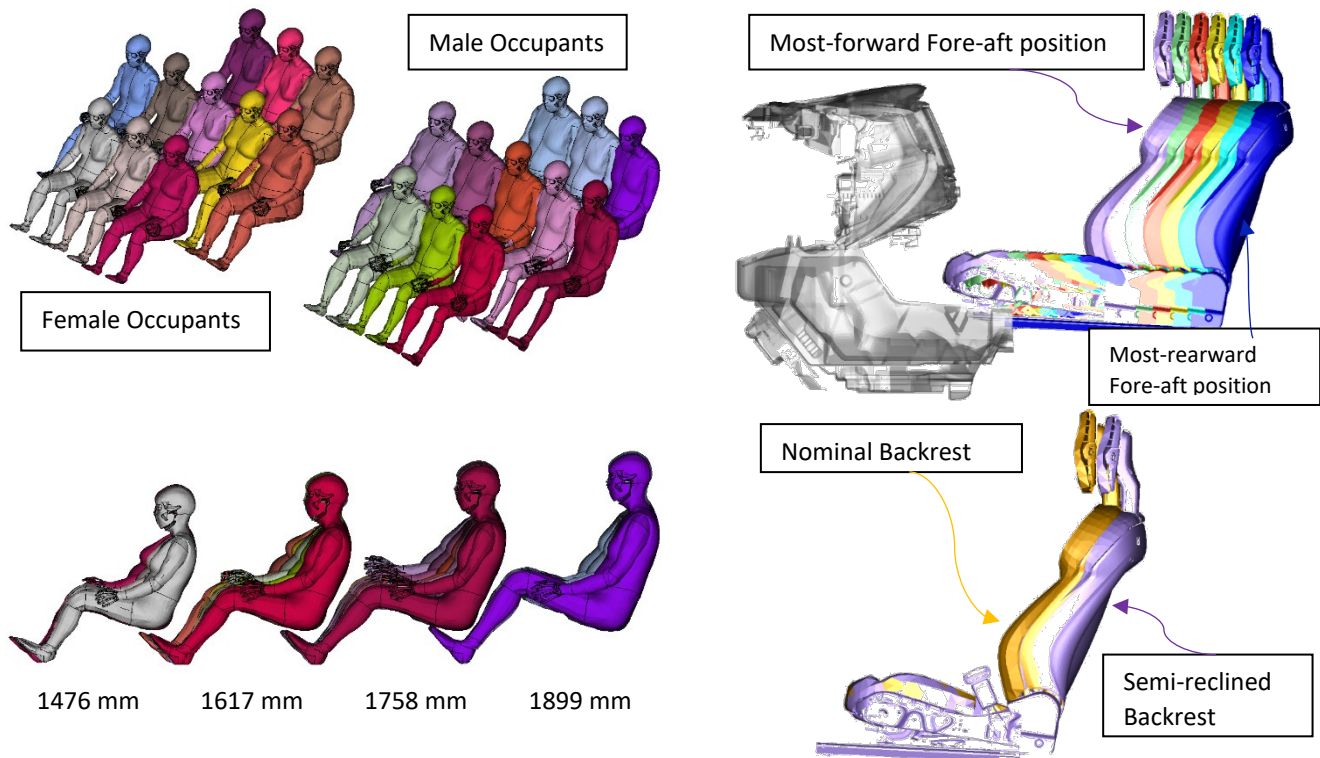 Male Occupants
Most-forward Fore-aft position
Female Occupants
Most-rearward
Fore-aft position
Nominal Backrest
Semi-reclined
Backrest
1476 mm
1617 mm
1758 mm
1899 mm